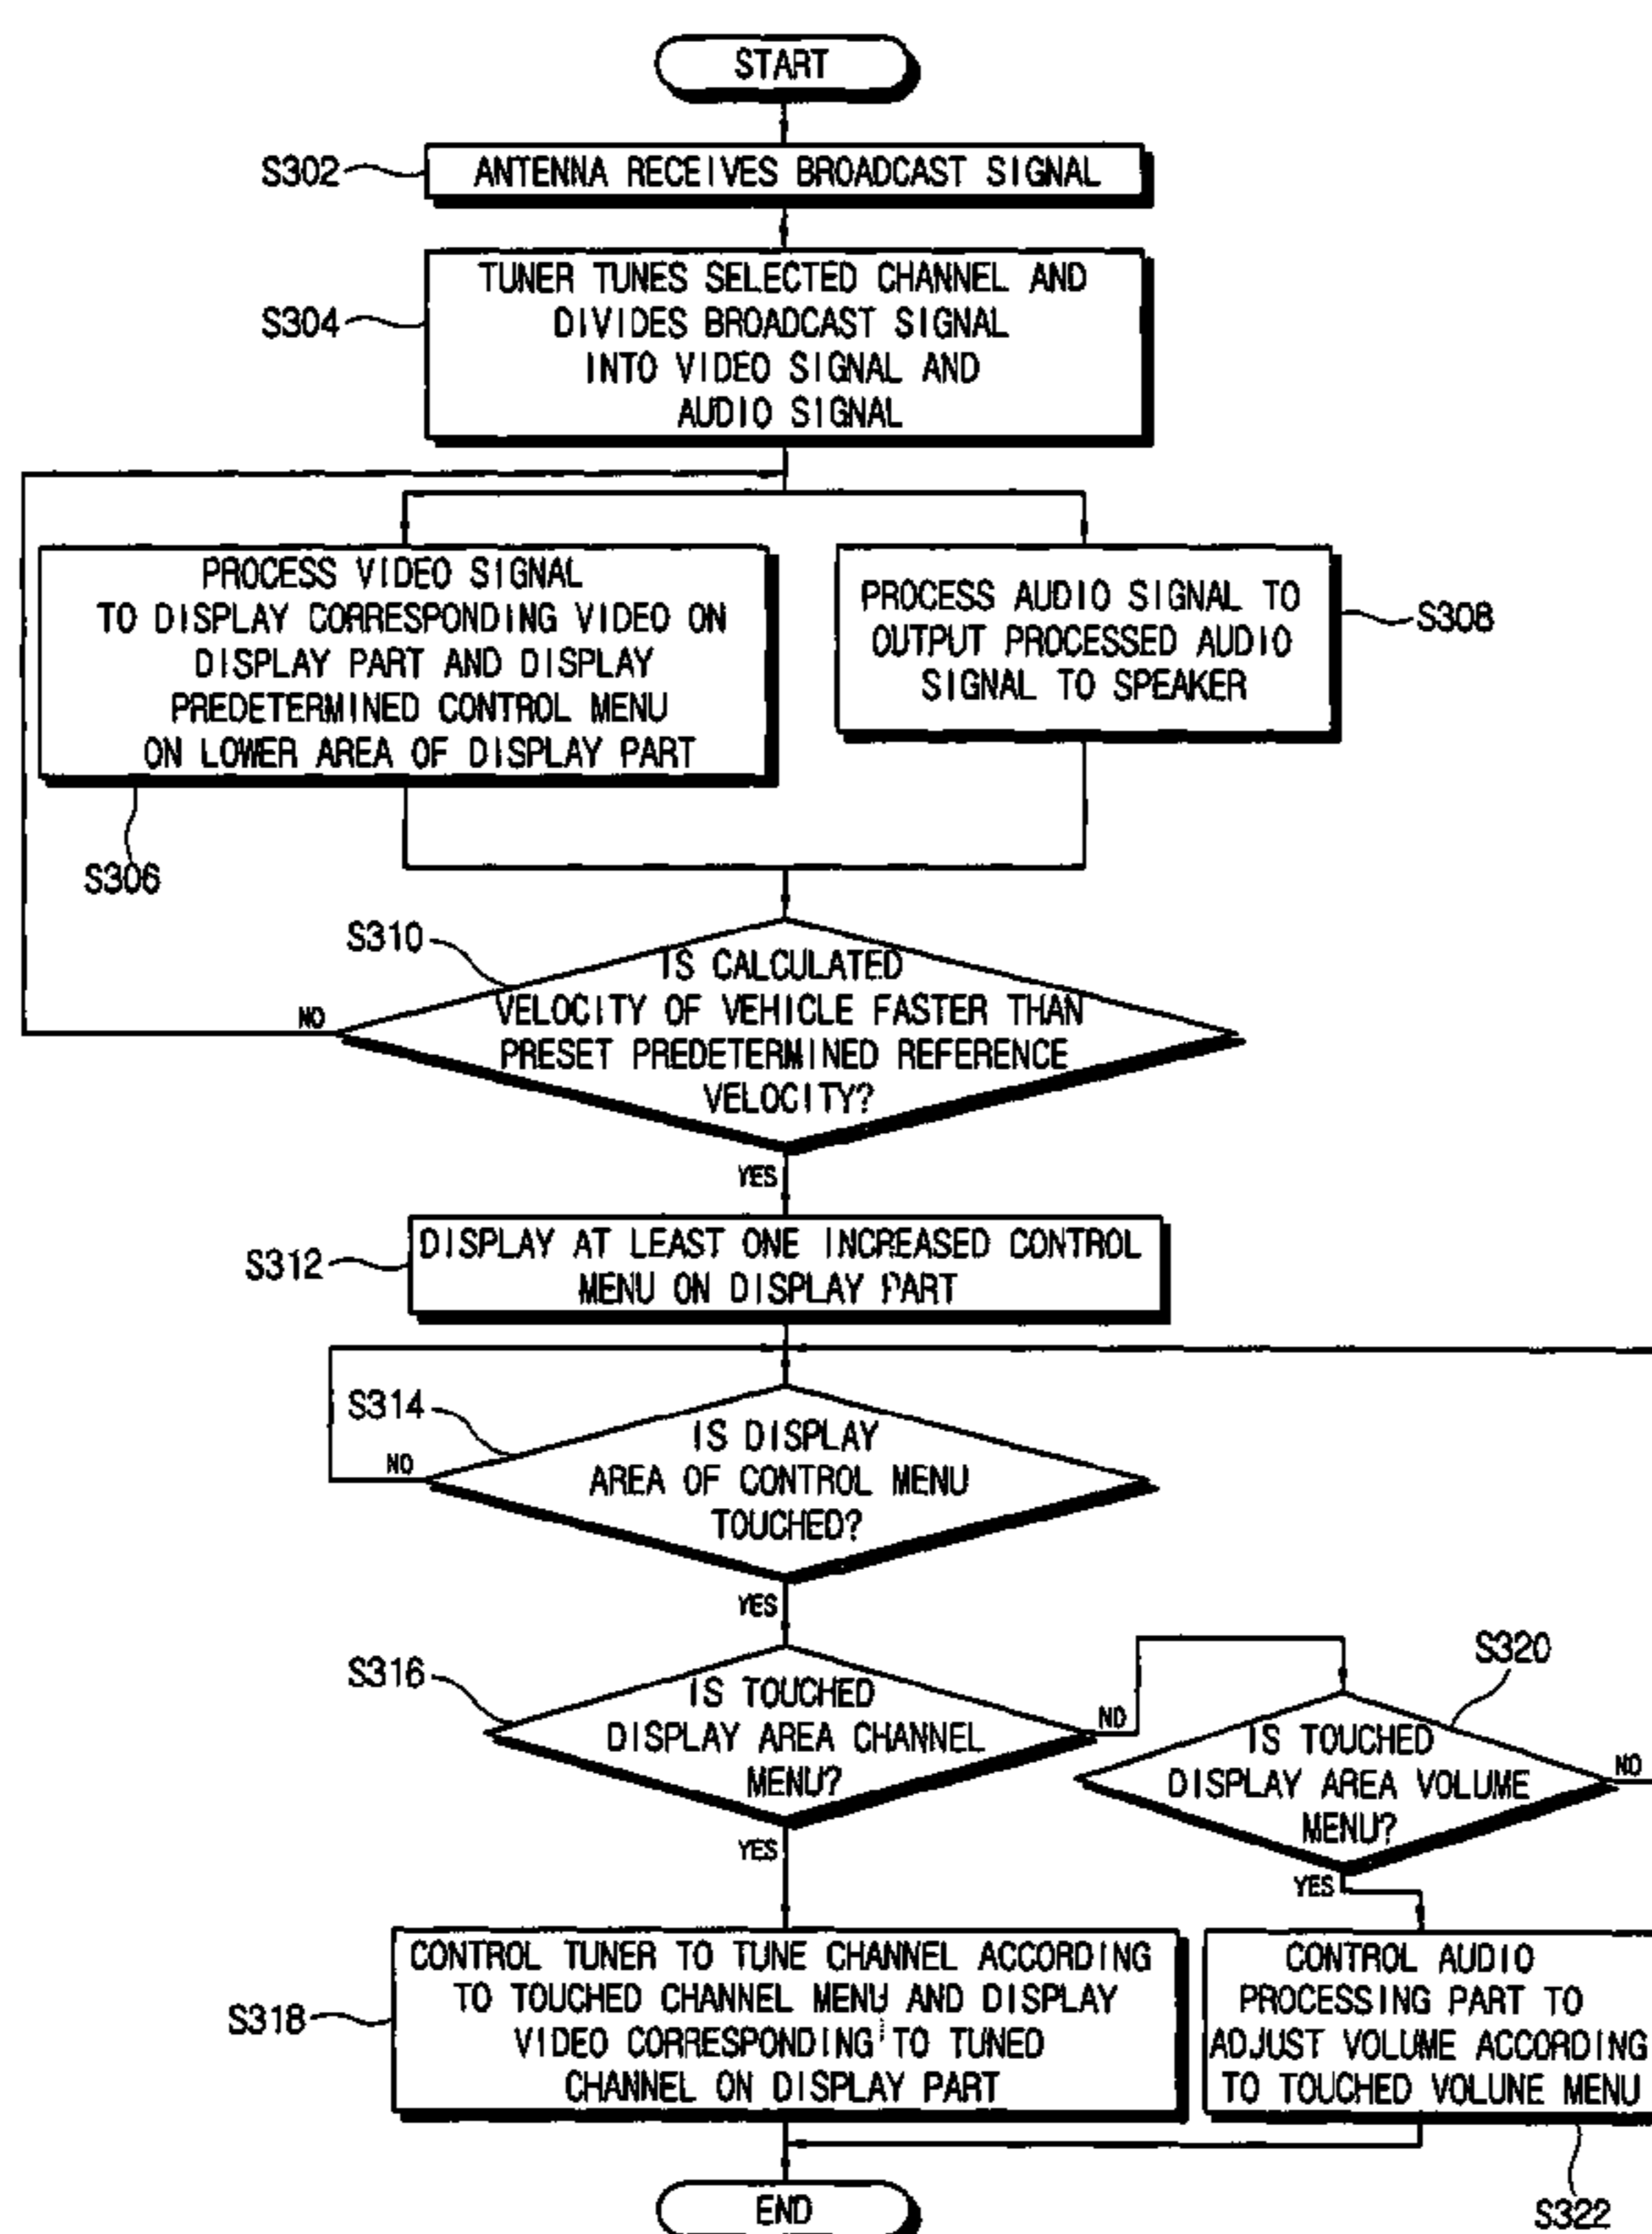 START
S302
ANTENNA RECEIVES BROADCAST SIGNAL
S304
TUNER TUNES SELECTED CHANNEL AND
DIVIDES BROADCAST SIGNAL
INTO VIDEO SIGNAL AND
AUDIO SIGNAL
PROCESS VIDEO SIGNAL
TO DISPLAY CORRESPONDING VIDEO ON
DISPLAY PART AND DISPLAY
PREDETERMINED CONTROL MENU
ON LOWER AREA OF DISPLAY PART
S306
PROCESS AUDIO SIGNAL TO
OUTPUT PROCESSED AUDIO
SIGNAL TO SPEAKER
S308
S310
IS CALCULATED
VELOCITY OF VEHICLE FASTER THAN
PRESET PREDETERMINED REFERENCE
VELOCITY?
NO
YES
S312
DISPLAY AT LEAST ONE INCREASED CONTROL
MENU ON DISPLAY PART
S314
IS DISPLAY
AREA OF CONTROL MENU
TOUCHED?
NO
YES
S316
IS TOUCHED
DISPLAY AREA CHANNEL
MENU?
NO
YES
S320
IS TOUCHED
DISPLAY AREA VOLUME
MENU?
NO
YES
S318
CONTROL TUNER TO TUNE CHANNEL ACCORDING
TO TOUCHED CHANNEL MENU AND DISPLAY
VIDEO CORRESPONDING TO TUNED
CHANNEL ON DISPLAY PART
CONTROL AUDIO
PROCESSING PART TO
ADJUST VOLUME ACCORDING
TO TOUCHED VOLUNE MENU
S322
END